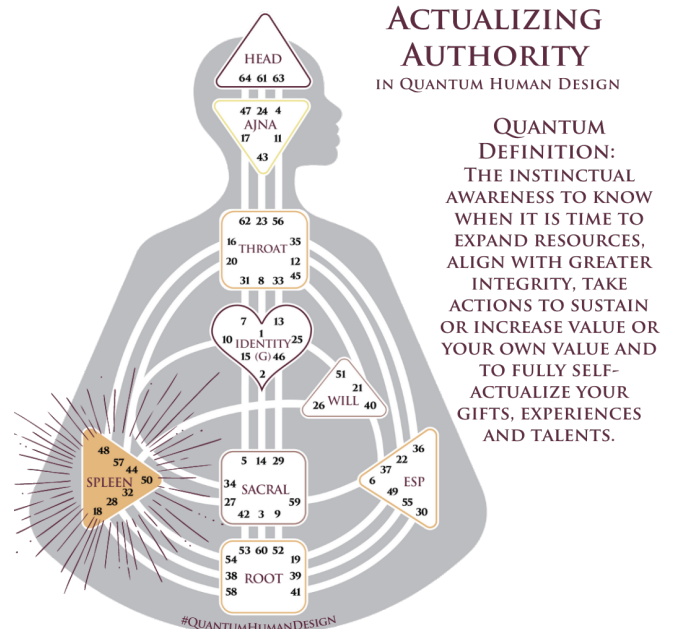 ACTUALIZING
AUTHORITY
IN QUANTUM HUMAN DESIGN
QUANTUM
DEFINITION:
THE INSTINCTUAL
AWARENESS TO KNOW
WHEN IT IS TIME TO
EXPAND RESOURCES,
ALIGN WITH GREATER
INTEGRITY, TAKE
ACTIONS TO SUSTAIN
OR INCREASE VALUE OR
YOUR OWN VALUE AND
TO FULLY SELF-
ACTUALIZE YOUR
GIFTS, EXPERIENCES
AND TALENTS.
HEAD
64 61 63
47 24 4
AJNA
17 11
43
62 23 56
16 35
THROAT
20 12
45
31 8 33
7 13
1
10 IDENTITY 25
15 (G) 46
2
51
21
WILL
26 40
48
57
44
SPLEEN 50
32
28
18
5 14 29
34
SACRAL
27 59
42 3 9
36
22
37
6 ESP
49
55
30
53 60 52
54 19
38 ROOT 39
58 41
#QUANTUMHUMANDESIGN